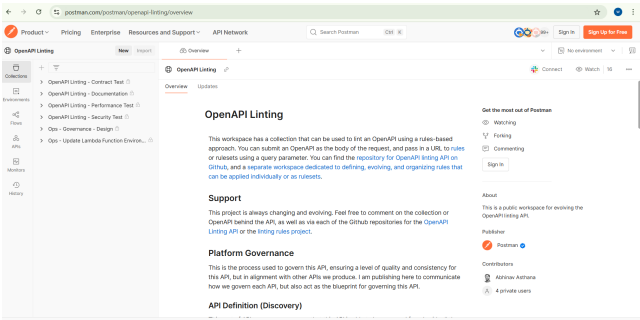 postman.com/postman/openapi-linting/overview
Product Pricing Enterprise Resources and Support API Network
Search Postman Ctrl K
99+ Sign In Sign Up for Free
OpenAPI Linting New Import
Overview
No environment
Collections
Environments
Flows
APIs
Monitors
History
OpenAPI Linting - Contract Test
OpenAPI Linting - Documentation
OpenAPI Linting - Performance Test
OpenAPI Linting - Security Test
Ops - Governance - Design
Ops - Update Lambda Function Environ...
OpenAPI Linting
Connect Watch 16
Overview Updates
OpenAPI Linting
This workspace has a collection that can be used to lint an OpenAPI using a rules-based
approach. You can submit an OpenAPI as the body of the request, and pass in a URL to rules
or rulesets using a query parameter. You can find the repository for OpenAPI linting API on
Github, and a separate workspace dedicated to defining, evolving, and organizing rules that
can be applied individually or as rulesets.
Support
This project is always changing and evolving. Feel free to comment on the collection or
OpenAPI behind the API, as well as via each of the Github repositories for the OpenAPI
Linting API or the linting rules project.
Platform Governance
This is the process used to govern this API, ensuring a level of quality and consistency for
this API, but in alignment with other APIs we produce. I am publishing here to communicate
how we govern each API, but also act as the blueprint for governing this API.
API Definition (Discovery)
Get the most out of Postman
Watching
Forking
Commenting
Sign In
About
This is a public workspace for evolving the
OpenAPI linting API.
Publisher
Postman
Contributors
Abhinav Asthana
A 4 private users